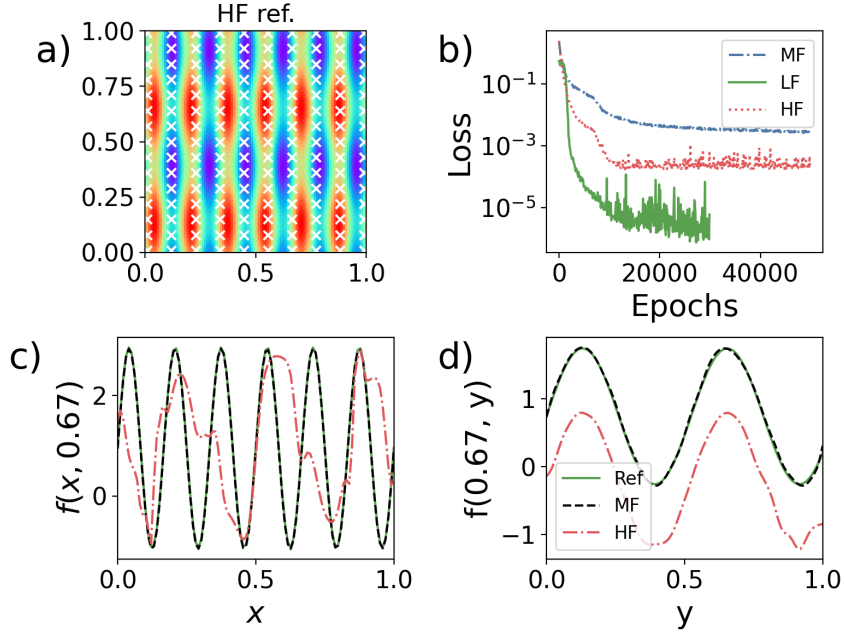 HF ref.
a)
1.00
0.75
0.50
0.25
0.00
0.0
0.5
1.0
b)
Loss
10⁻¹
10⁻³
10⁻⁵
MF
LF
HF
0
20000
40000
Epochs
c)
f(x, 0.67)
2
0
0.0
0.5
1.0
x
d)
f(0.67, y)
1
0
−1
Ref
MF
HF
0.0
0.5
1.0
y